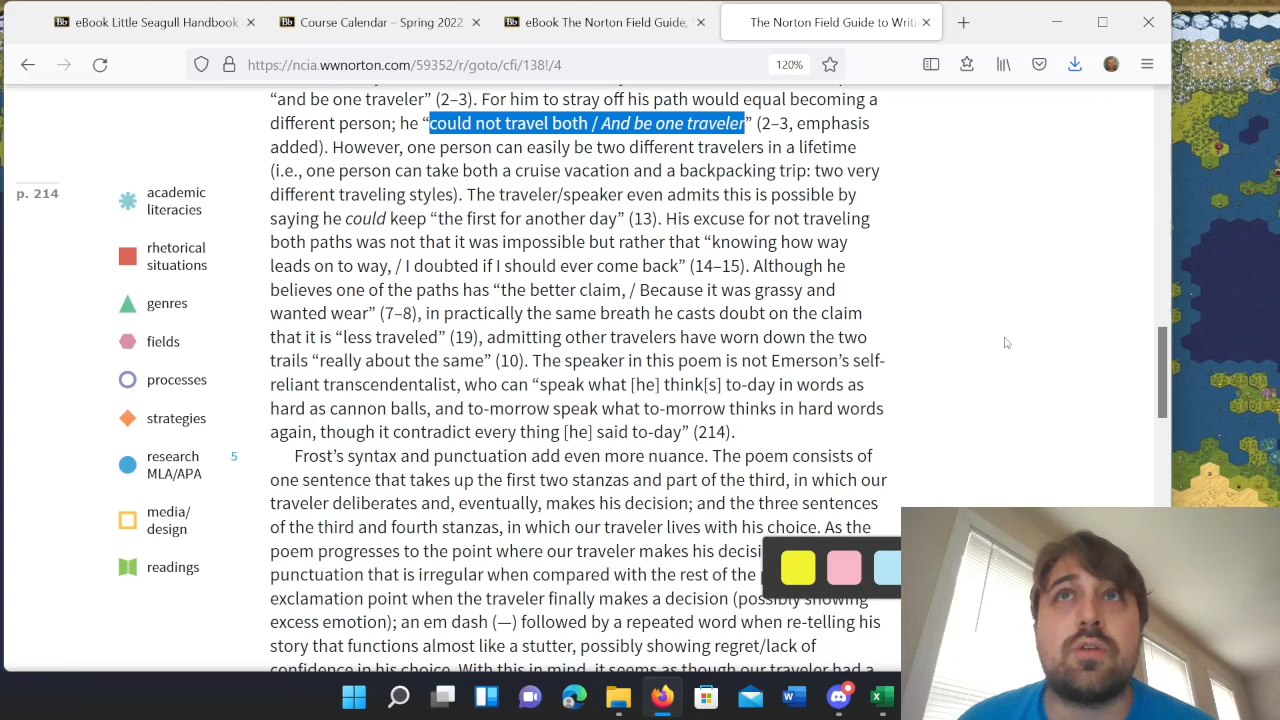 eBook Little Seagull Handbook
Course Calendar – Spring 2022
eBook The Norton Field Guide,
The Norton Field Guide to Writi
https://ncia.wwnorton.com/59352/r/goto/cfi/138!/4
120%
“and be one traveler” (2–3). For him to stray off his path would equal becoming a
different person; he “could not travel both / And be one traveler” (2–3, emphasis
added). However, one person can easily be two different travelers in a lifetime
(i.e., one person can take both a cruise vacation and a backpacking trip: two very
different traveling styles). The traveler/speaker even admits this is possible by
saying he could keep “the first for another day” (13). His excuse for not traveling
both paths was not that it was impossible but rather that “knowing how way
leads on to way, / I doubted if I should ever come back” (14–15). Although he
believes one of the paths has “the better claim, / Because it was grassy and
wanted wear” (7–8), in practically the same breath he casts doubt on the claim
that it is “less traveled” (19), admitting other travelers have worn down the two
trails “really about the same” (10). The speaker in this poem is not Emerson’s self-
reliant transcendentalist, who can “speak what [he] think[s] to-day in words as
hard as cannon balls, and to-morrow speak what to-morrow thinks in hard words
again, though it contradict every thing [he] said to-day” (214).
Frost’s syntax and punctuation add even more nuance. The poem consists of
one sentence that takes up the first two stanzas and part of the third, in which our
traveler deliberates and, eventually, makes his decision; and the three sentences
of the third and fourth stanzas, in which our traveler lives with his choice. As the
poem progresses to the point where our traveler makes his decisi
punctuation that is irregular when compared with the rest of the
exclamation point when the traveler finally makes a decision (possibly showing
excess emotion); an em dash (—) followed by a repeated word when re-telling his
story that functions almost like a stutter, possibly showing regret/lack of
confidence in his choice. With this in mind, it seems as though our traveler had a
p. 214
academic
literacies
rhetorical
situations
genres
fields
processes
strategies
research
MLA/APA
5
media/
design
readings